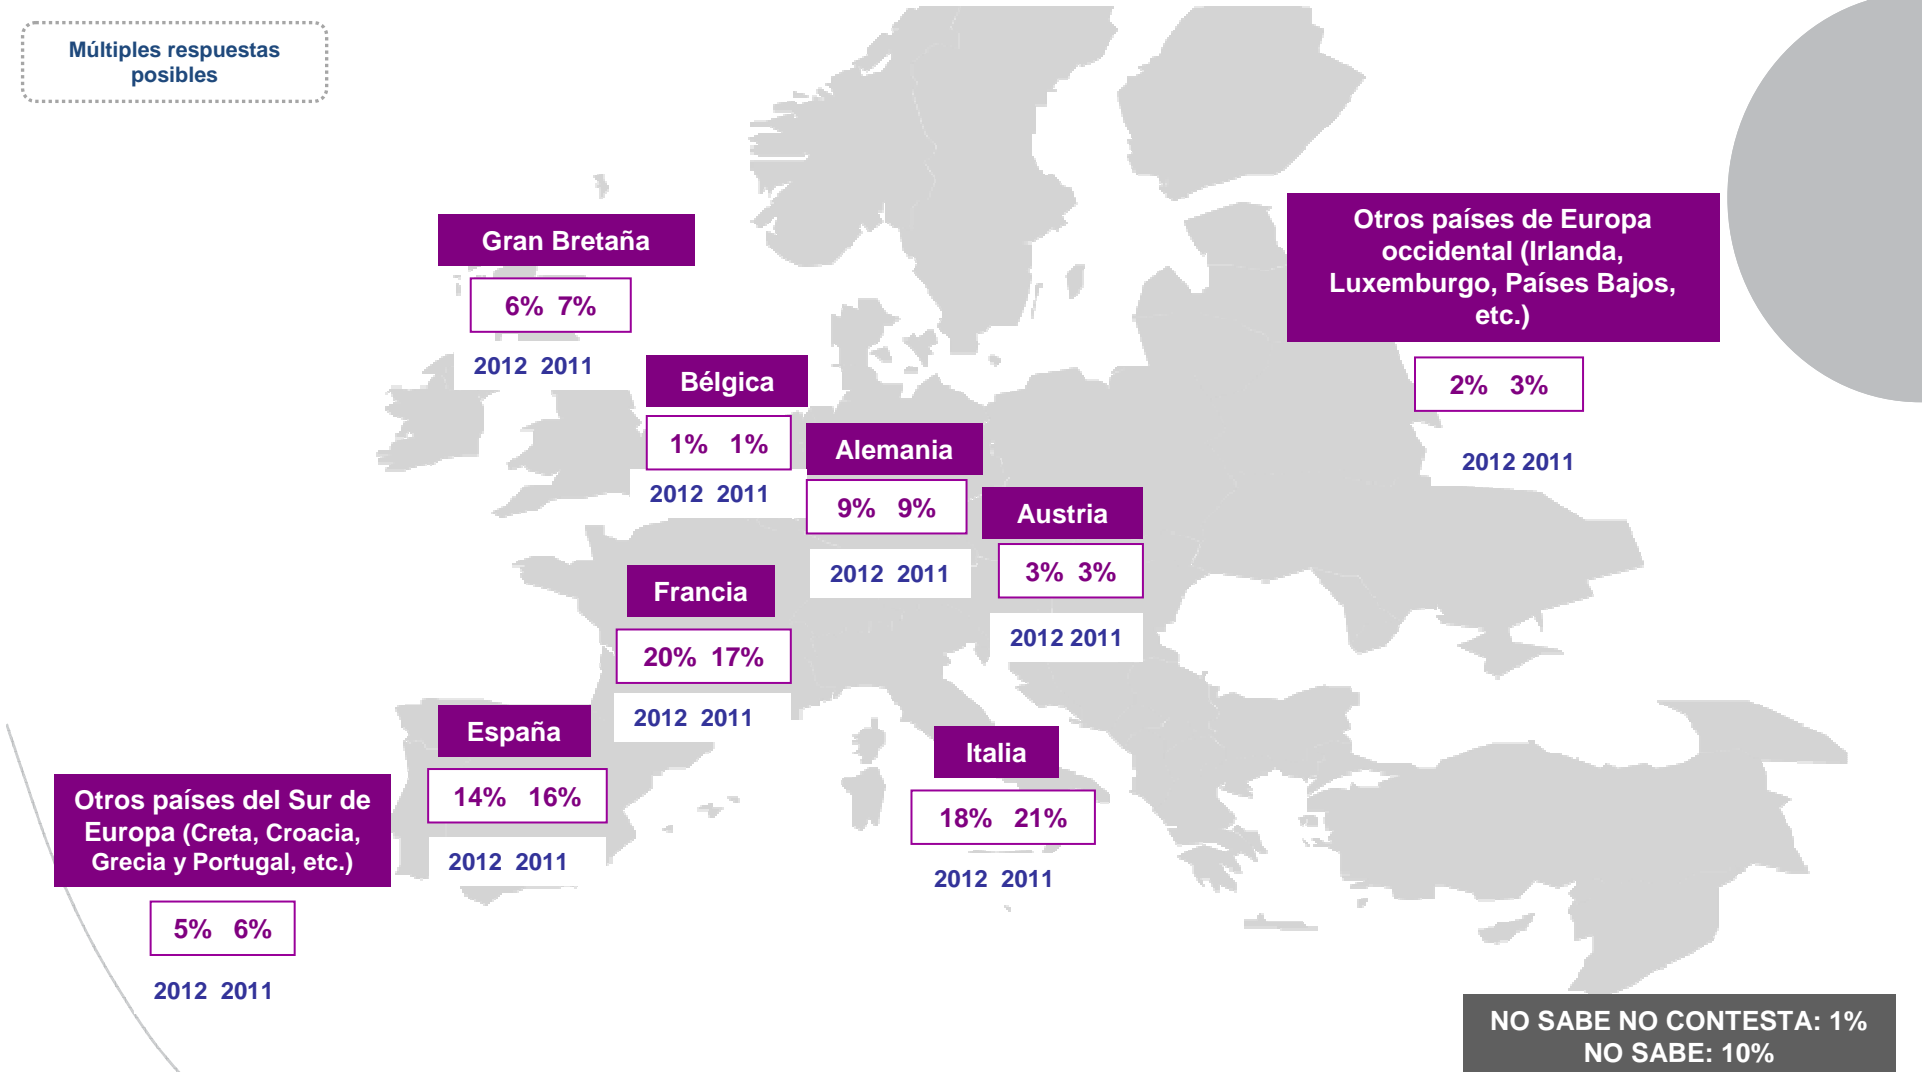 Múltiples respuestas
posibles
Gran Bretaña
6% 7%
2012 2011
Otros países de Europa
occidental (Irlanda,
Luxemburgo, Países Bajos,
etc.)
2% 3%
2012 2011
Bélgica
1% 1%
2012 2011
Alemania
9% 9%
2012 2011
Austria
3% 3%
2012 2011
Francia
20% 17%
2012 2011
España
14% 16%
2012 2011
Italia
18% 21%
2012 2011
Otros países del Sur de
Europa (Creta, Croacia,
Grecia y Portugal, etc.)
5% 6%
2012 2011
NO SABE NO CONTESTA: 1%
NO SABE: 10%